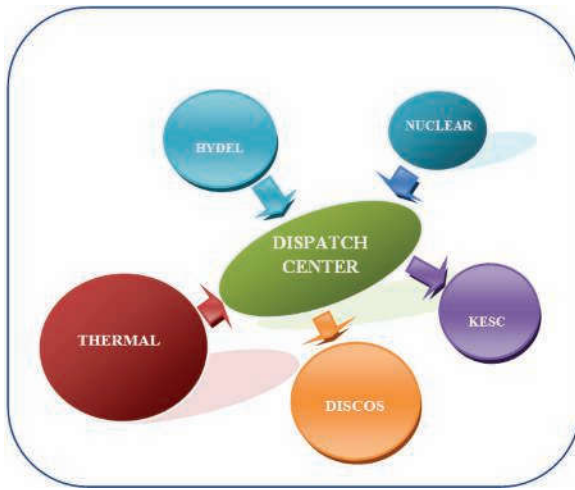 NUCLEAR
HYDEL
DISPATCH
CENTER
KESC
THERMAL
DISCOS